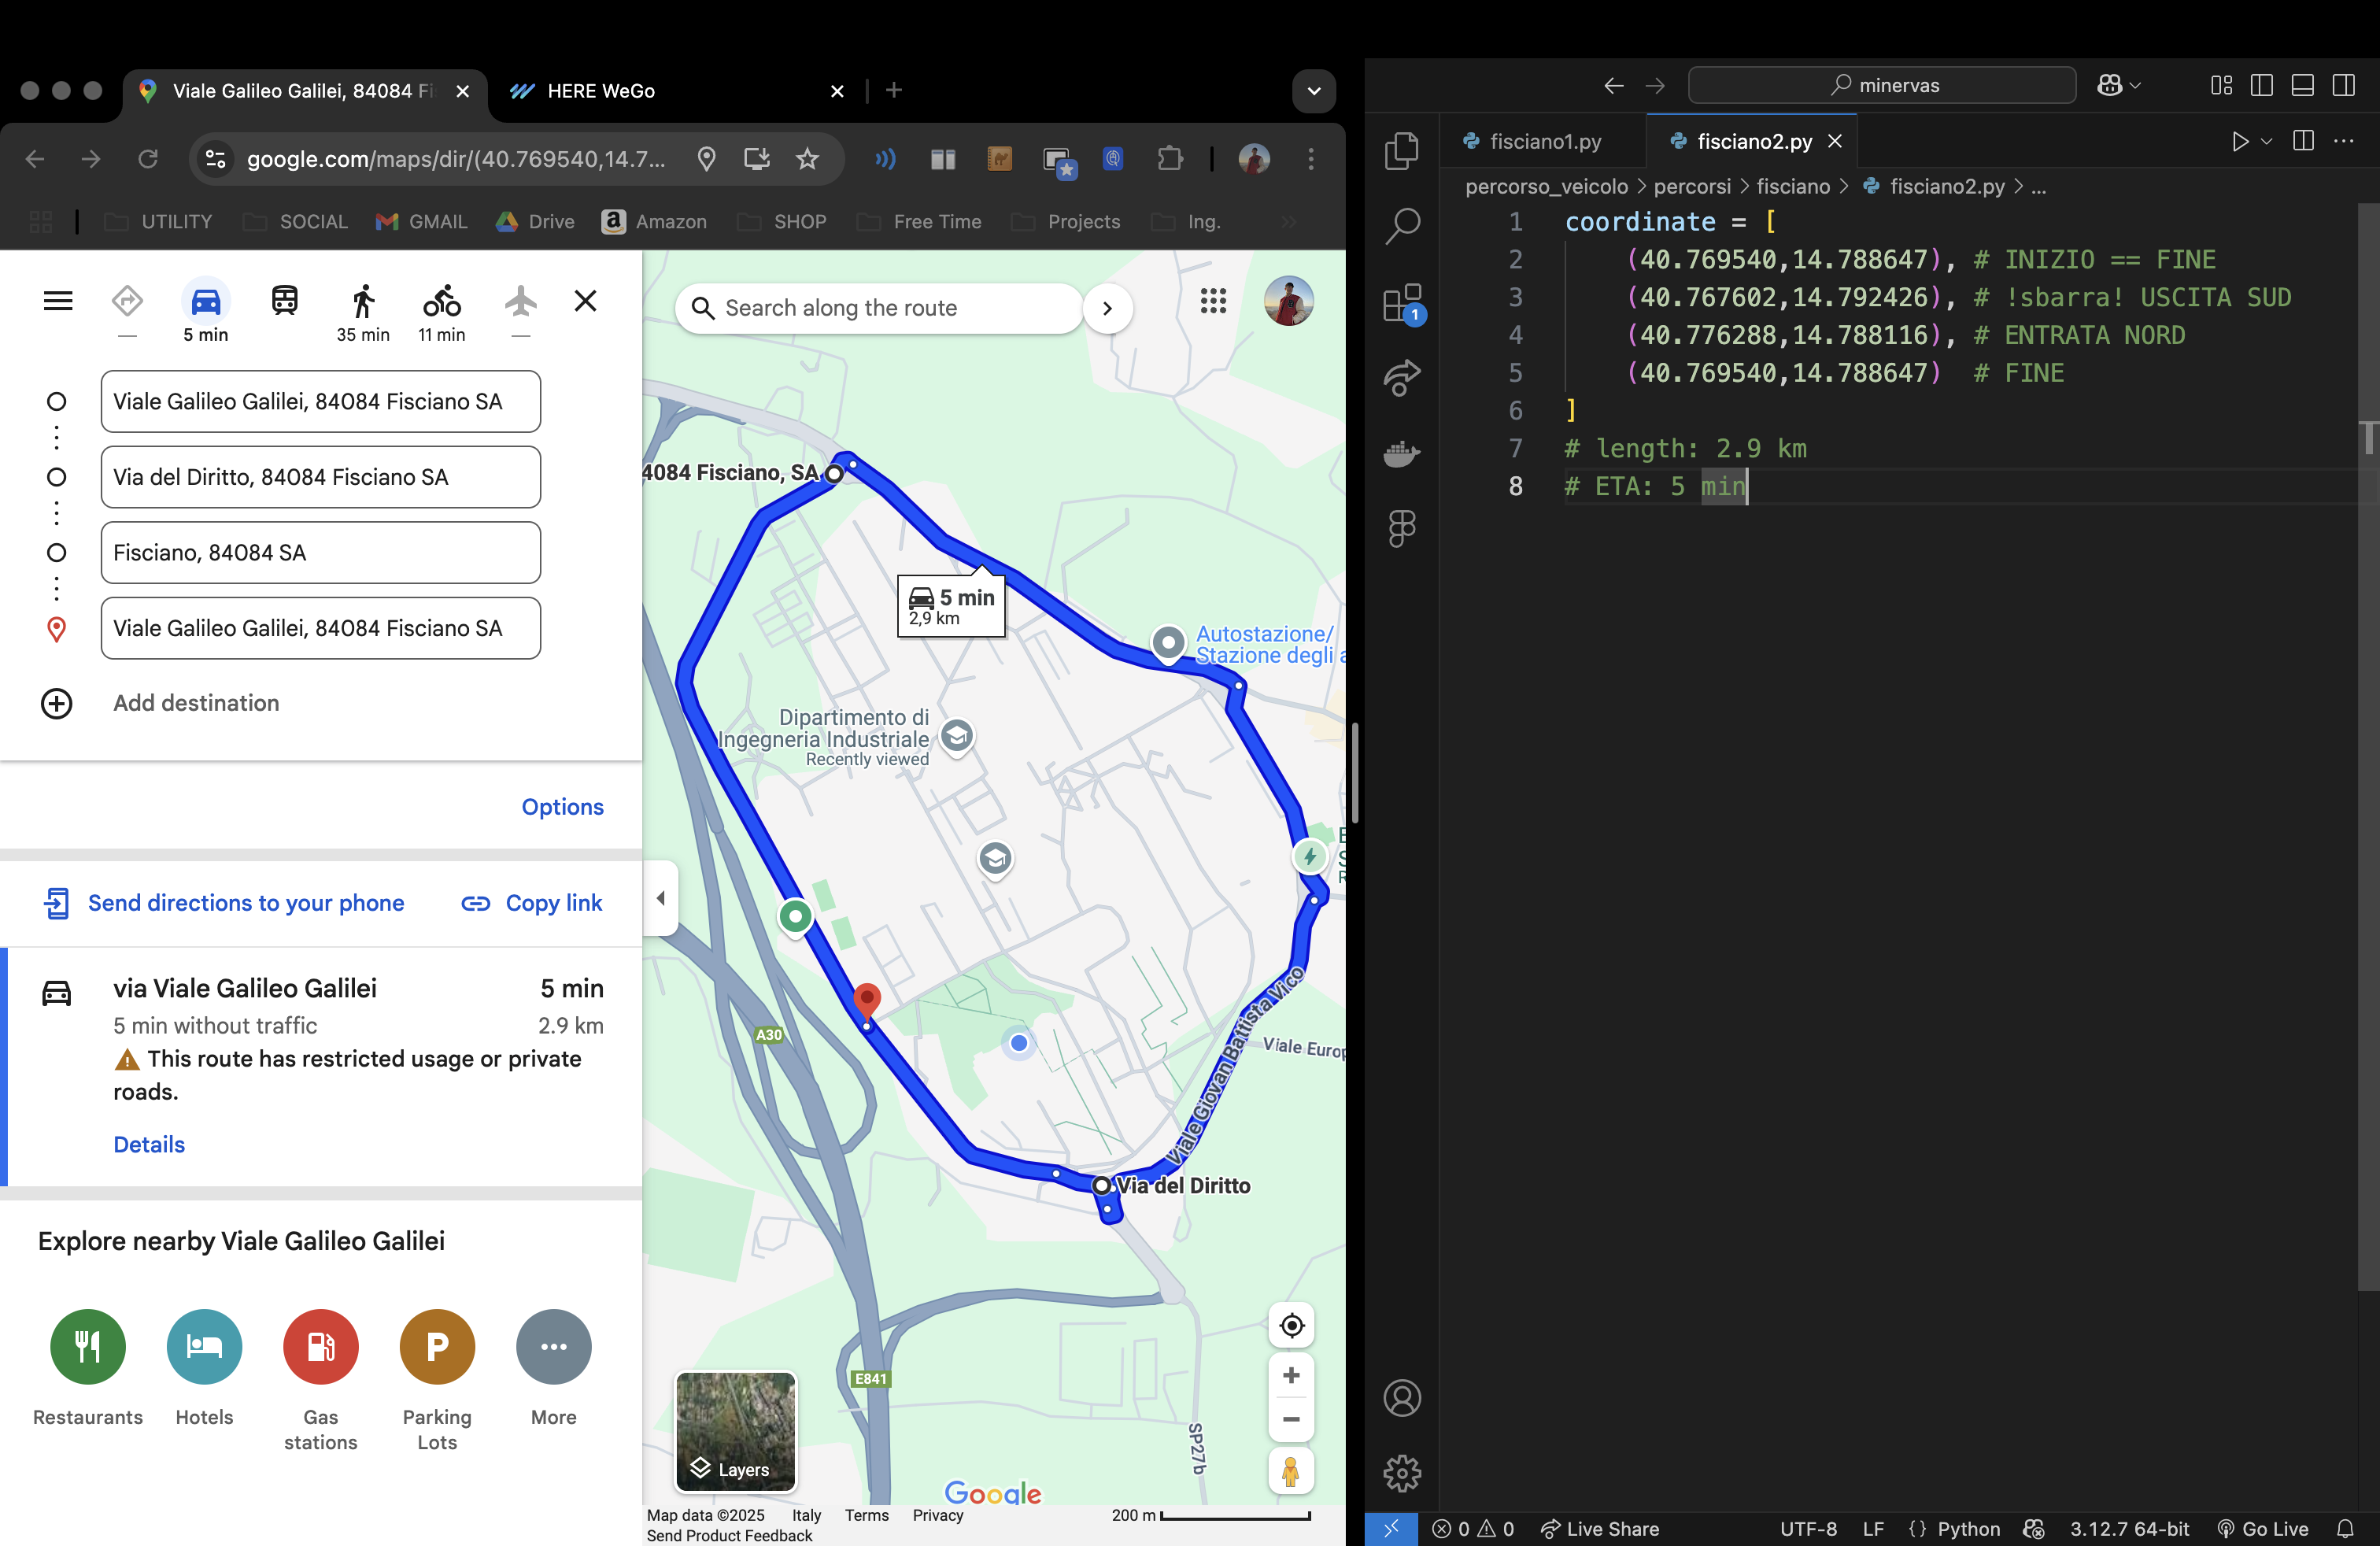 Viale Galileo Galilei, 84084 Fi
HERE WeGo
google.com/maps/dir/(40.769540,14.7...
UTILITY
SOCIAL
GMAIL
Drive
Amazon
SHOP
Free Time
Projects
Ing.
5 min
35 min
11 min
Viale Galileo Galilei, 84084 Fisciano SA
Via del Diritto, 84084 Fisciano SA
Fisciano, 84084 SA
Viale Galileo Galilei, 84084 Fisciano SA
Add destination
Options
Send directions to your phone
Copy link
via Viale Galileo Galilei
5 min
5 min without traffic
2.9 km
This route has restricted usage or private
roads.
Details
Explore nearby Viale Galileo Galilei
Restaurants
Hotels
Gas
stations
Parking
Lots
More
Search along the route
4084 Fisciano, SA
5 min
2,9 km
Autostazione/
Stazione degli a
Dipartimento di
Ingegneria Industriale
Recently viewed
A30
Viale Giovan Battista Vico
Viale Europ
Via del Diritto
E841
SP27b
Layers
Google
Map data ©2025
Italy
Terms
Privacy
200 m
Send Product Feedback
minervas
fisciano1.py
fisciano2.py
percorso_veicolo > percorsi > fisciano > fisciano2.py > ...
1 coordinate = [
2 (40.769540,14.788647), # INIZIO == FINE
3 (40.767602,14.792426), # !sbarra! USCITA SUD
4 (40.776288,14.788116), # ENTRATA NORD
5 (40.769540,14.788647) # FINE
6 ]
7 # length: 2.9 km
8 # ETA: 5 min
1
0 0
Live Share
UTF-8
LF
{} Python
3.12.7 64-bit
Go Live